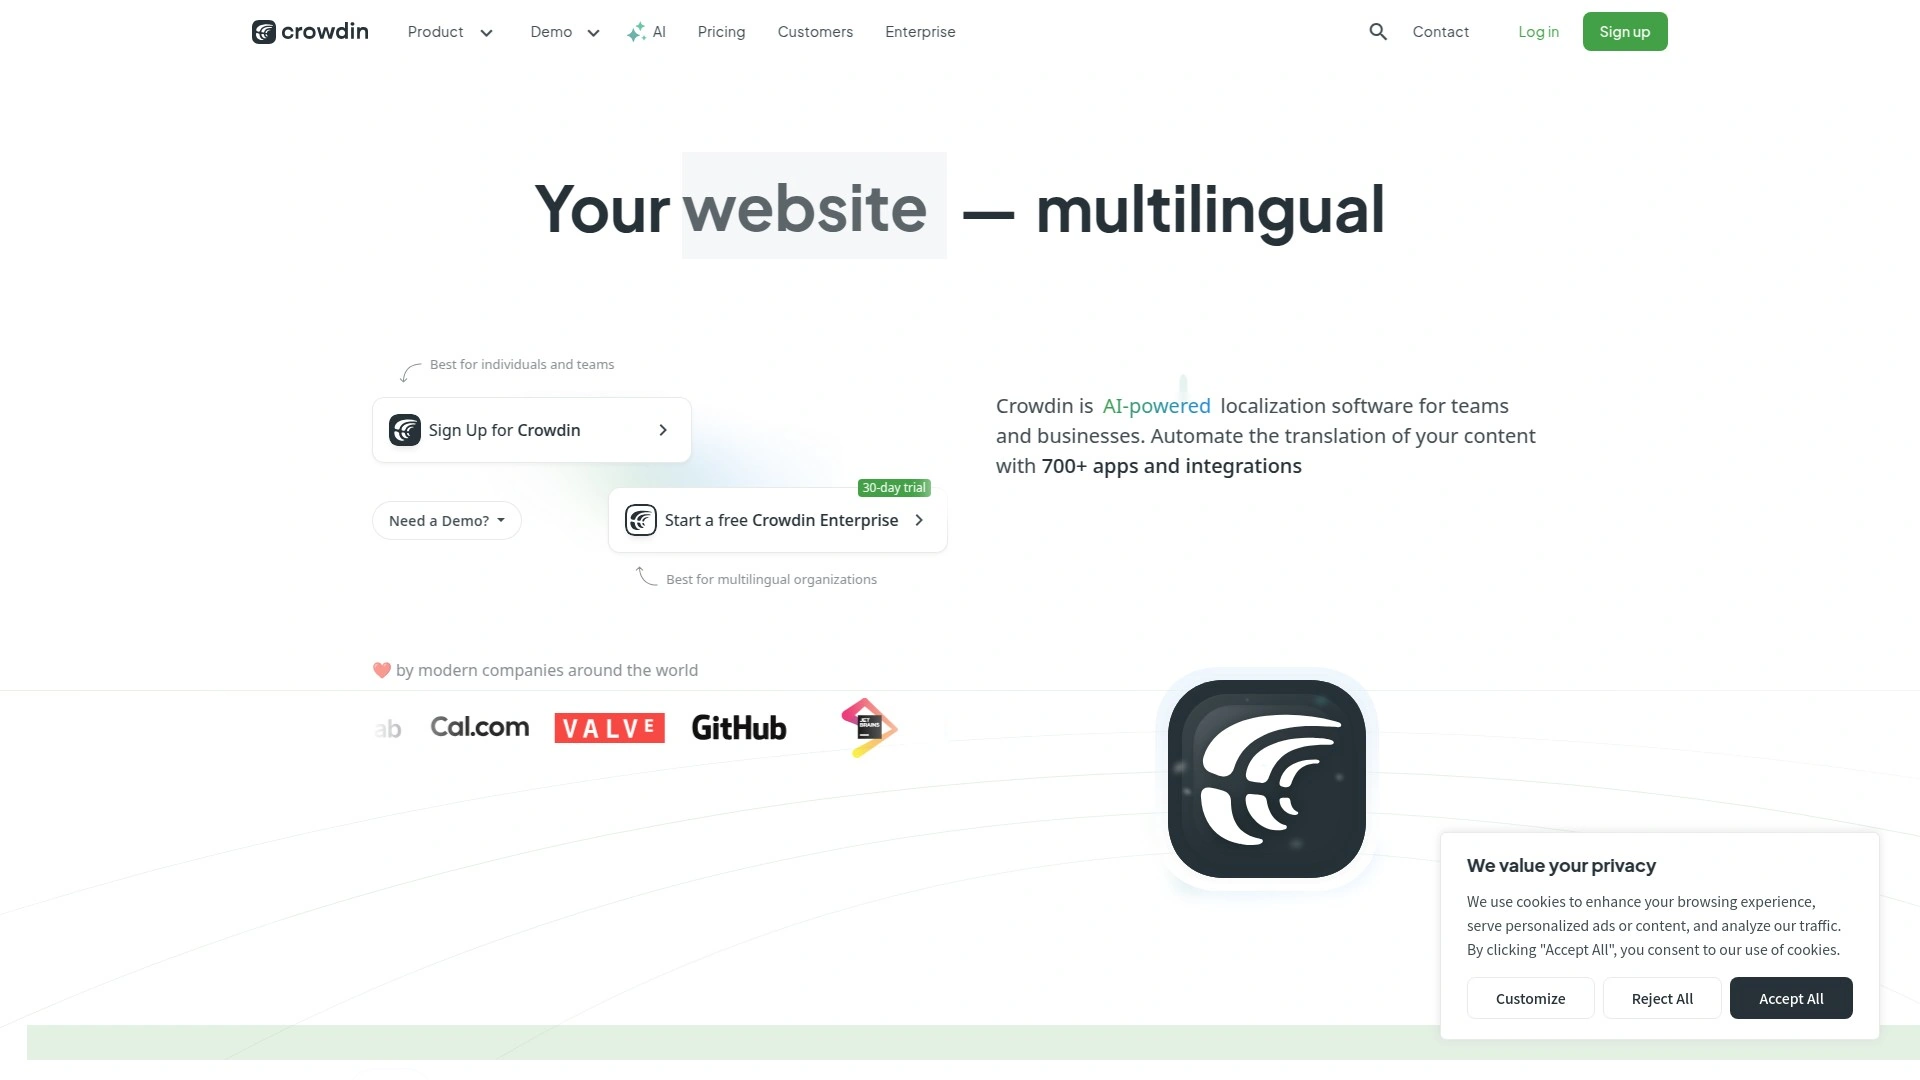 crowdin
Product
Demo
AI
Pricing
Customers
Enterprise
Contact
Log in
Sign up
Your website — multilingual
Best for individuals and teams
Sign Up for Crowdin
Need a Demo?
30-day trial
Start a free Crowdin Enterprise
Best for multilingual organizations
Crowdin is AI-powered localization software for teams
and businesses. Automate the translation of your content
with 700+ apps and integrations
❤️ by modern companies around the world
ab
Cal.com
VALVE
GitHub
JET
BRAINS
We value your privacy
We use cookies to enhance your browsing experience,
serve personalized ads or content, and analyze our traffic.
By clicking "Accept All", you consent to our use of cookies.
Customize
Reject All
Accept All